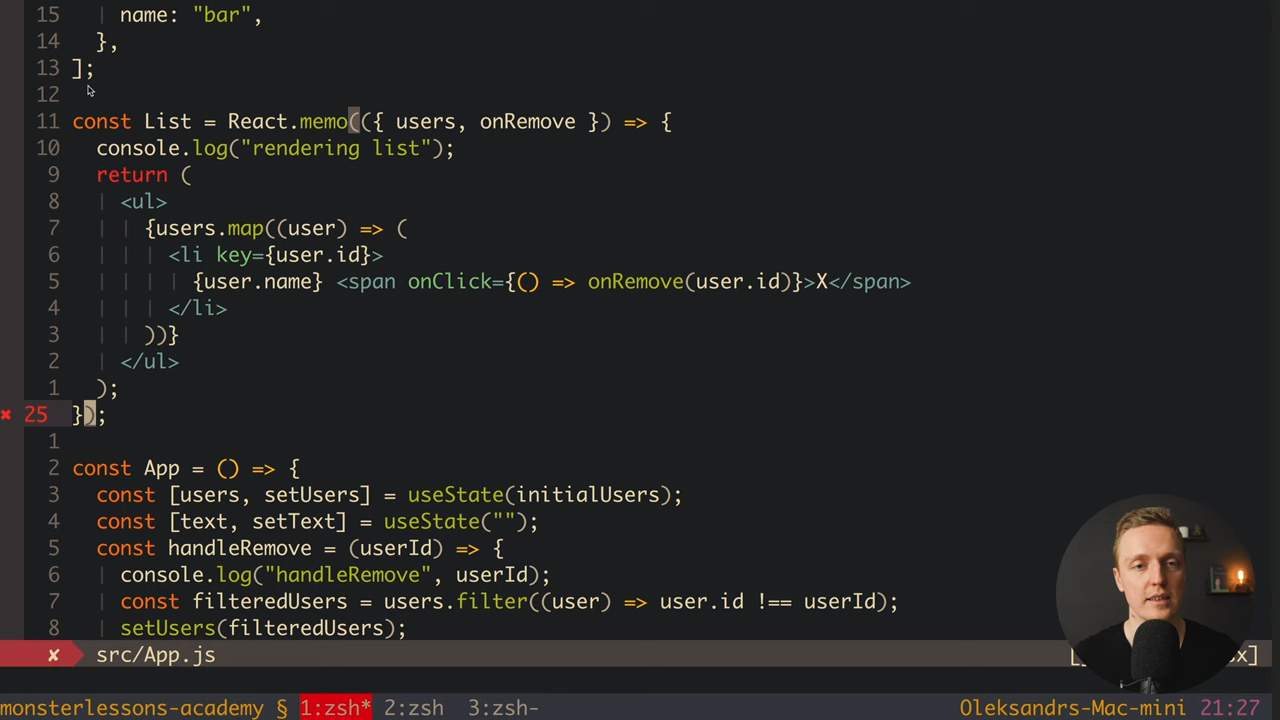 15 name: "bar",
14 },
13 ];
12
11 const List = React.memo(({ users, onRemove }) => {
10 console.log("rendering list");
9 return (
8 <ul>
7 {users.map((user) => (
6 <li key={user.id}>
5 {user.name} <span onClick={() => onRemove(user.id)}>X</span>
4 </li>
3 ))}
2 </ul>
1 );
✖ 25 });
1
2 const App = () => {
3 const [users, setUsers] = useState(initialUsers);
4 const [text, setText] = useState("");
5 const handleRemove = (userId) => {
6 console.log("handleRemove", userId);
7 const filteredUsers = users.filter((user) => user.id !== userId);
8 setUsers(filteredUsers);
✘ src/App.js
monsterlessons-academy § 1:zsh* 2:zsh 3:zsh- Oleksandrs-Mac-mini 21:27